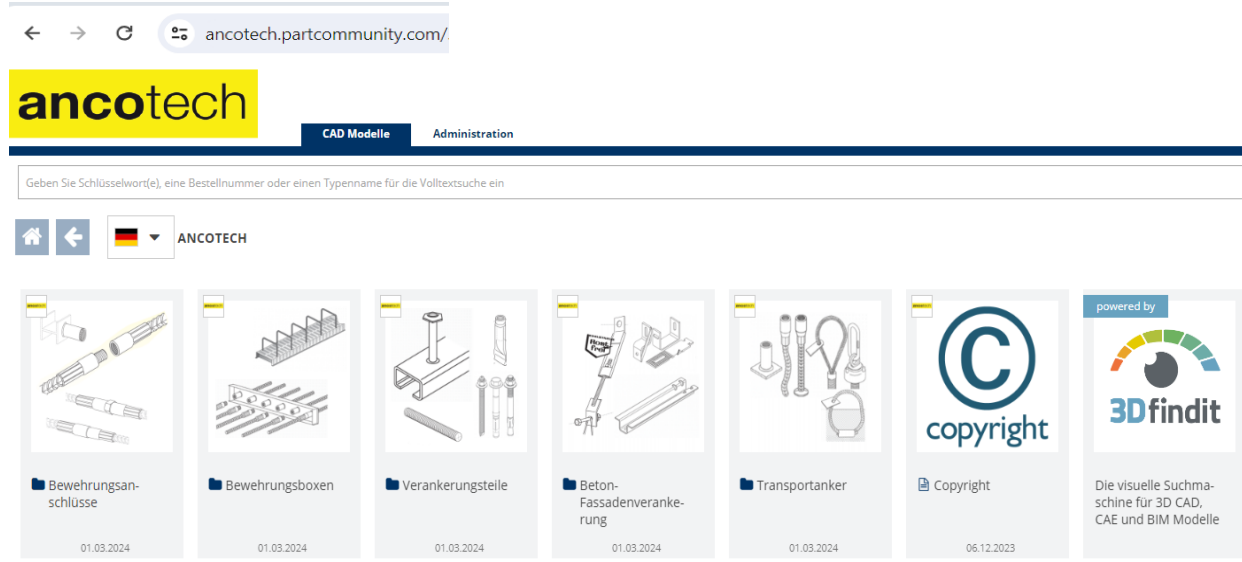 ancotech.partcommunity.com/
ancotech
CAD Modelle
Administration
Geben Sie Schlüsselwort(e), eine Bestellnummer oder einen Typenname für die Volltextsuche ein
ANCOTECH
Bewehrungsan-
schlüsse
01.03.2024
Bewehrungsboxen
01.03.2024
Verankerungsteile
01.03.2024
Rost
frei
Beton-
Fassadenveranke-
rung
01.03.2024
Transportanker
01.03.2024
C
copyright
Copyright
06.12.2023
powered by
3Dfindit
Die visuelle Suchma-
schine für 3D CAD,
CAE und BIM Modelle